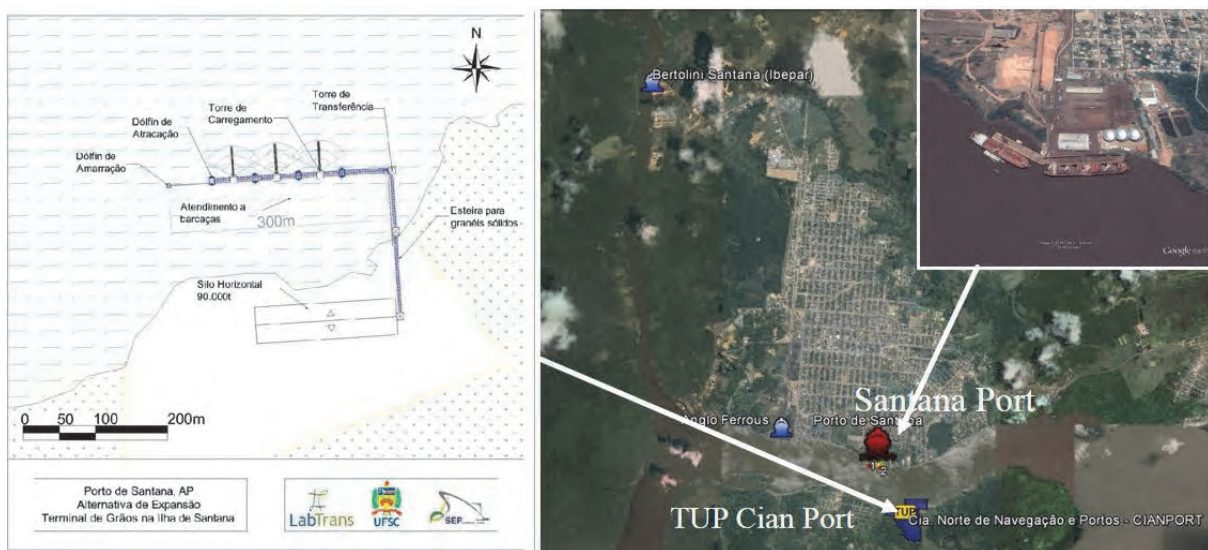 N
Torre de
Transferência
Torre de
Carregamento
Dólfin de
Atracação
Dólfin de
Amarração
Atendimento a
barcaças
300m
Esteira para
granéis sólidos
Silo Horizontal
90.000t
0 50 100 200m
Porto de Santana, AP
Alternativa de Expansão
Terminal de Grãos na Ilha de Santana
LabTrans
UFSC
SEP
Bertolini Santana (Ibepar)
Google
Santana Port
Anglo Ferrous
Porto de Santana
1 2
TUP Cian Port
TUP
Cia. Norte de Navegação e Portos - CIANPORT